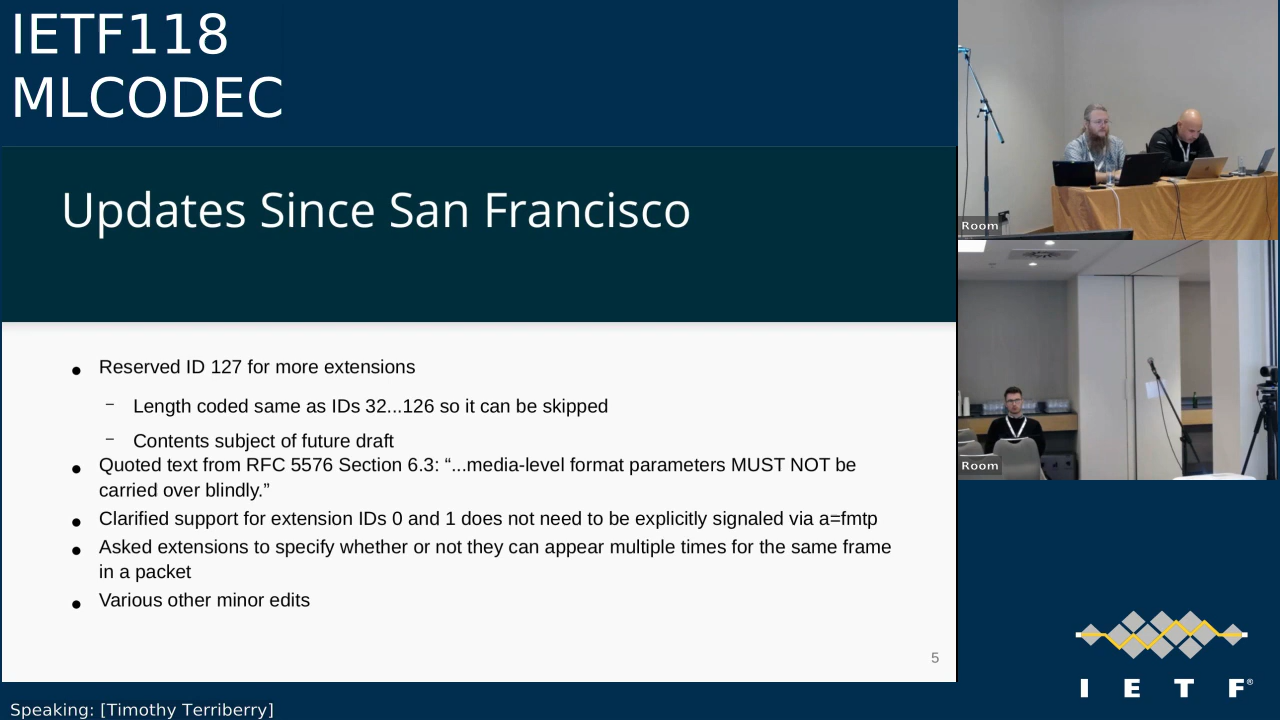 IETF118
MLCODEC
Updates Since San Francisco
● Reserved ID 127 for more extensions
– Length coded same as IDs 32...126 so it can be skipped
– Contents subject of future draft
● Quoted text from RFC 5576 Section 6.3: “...media-level format parameters MUST NOT be
carried over blindly.”
● Clarified support for extension IDs 0 and 1 does not need to be explicitly signaled via a=fmtp
● Asked extensions to specify whether or not they can appear multiple times for the same frame
in a packet
● Various other minor edits
5
Room
Room
I E T F®
Speaking: [Timothy Terriberry]